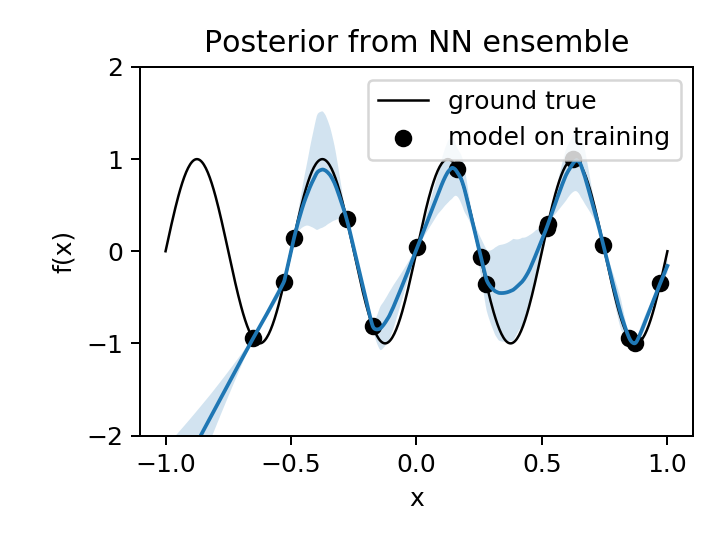 Posterior from NN ensemble
ground true
model on training
2
1
0
−1
−2
f(x)
−1.0 −0.5 0.0 0.5 1.0
x